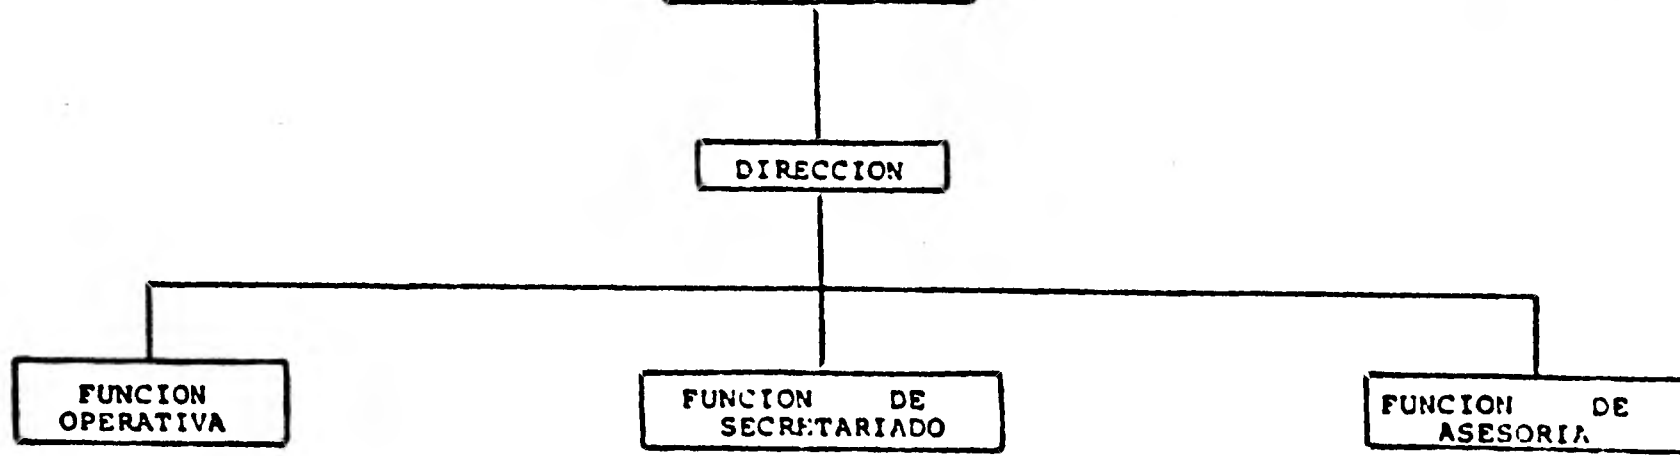 DIRECCION
FUNCION
OPERATIVA
FUNCION DE
SECRETARIADO
FUNCION DE
ASESORIA